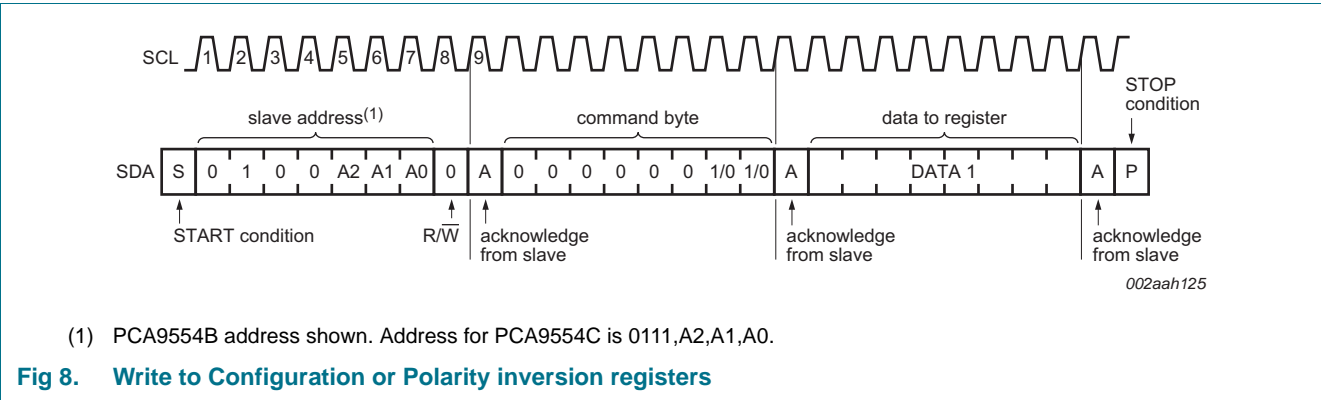 SCL 1 2 3 4 5 6 7 8 9
STOP
condition
slave address(1) command byte data to register
SDA S 0 1 0 0 A2 A1 A0 0 A 0 0 0 0 0 0 1/0 1/0 A DATA 1 A P
START condition R/W̅ acknowledge from slave acknowledge from slave acknowledge from slave
002aah125
(1) PCA9554B address shown. Address for PCA9554C is 0111,A2,A1,A0.
Fig 8. Write to Configuration or Polarity inversion registers